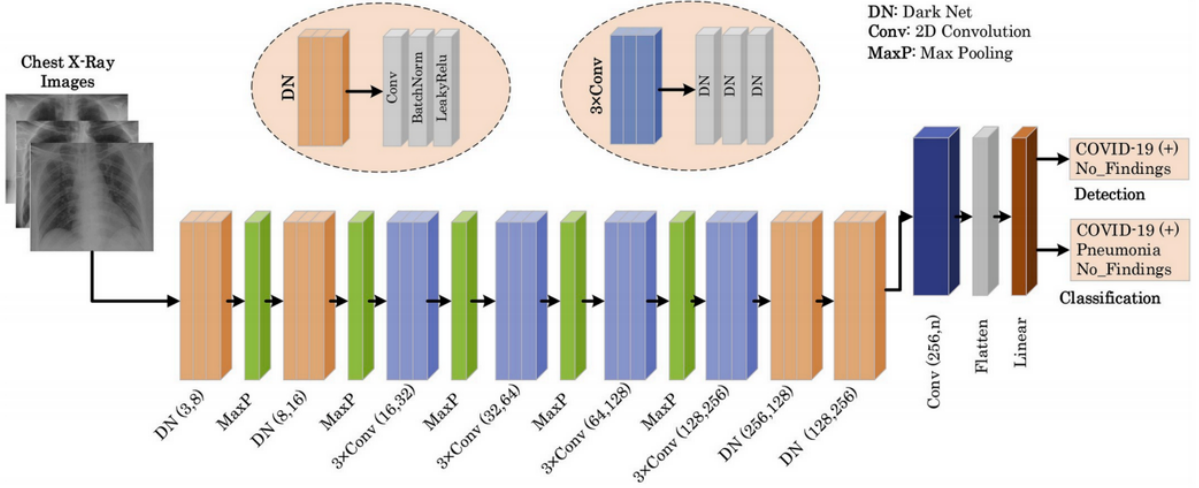 DN: Dark Net
Conv: 2D Convolution
MaxP: Max Pooling
Chest X-Ray
Images
DN
Conv
BatchNorm
LeakyRelu
3×Conv
DN
DN
DN
COVID-19 (+)
No_Findings
Detection
COVID-19 (+)
Pneumonia
No_Findings
Classification
DN (3,8)
MaxP
DN (8,16)
MaxP
3×Conv (16,32)
MaxP
3×Conv (32,64)
MaxP
3×Conv (64,128)
MaxP
3×Conv (128,256)
DN (256,128)
DN (128,256)
Conv (256,n)
Flatten
Linear